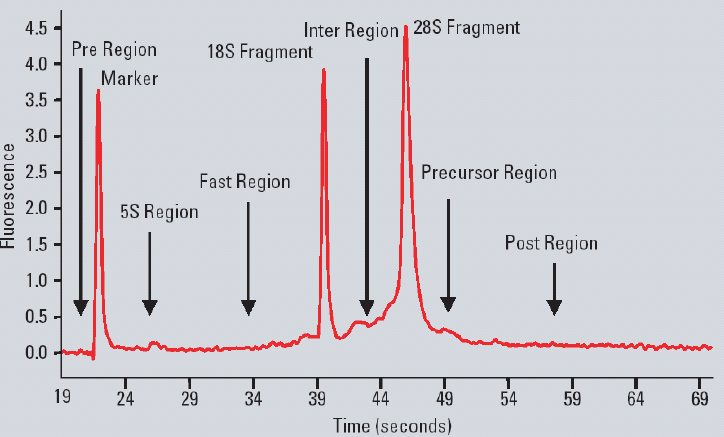 4.5
4.0
3.5
3.0
2.5
2.0
1.5
1.0
0.5
0.0
Fluorescence
Pre Region
Marker
5S Region
Fast Region
18S Fragment
Inter Region
28S Fragment
Precursor Region
Post Region
19 24 29 34 39 44 49 54 59 64 69
Time (seconds)